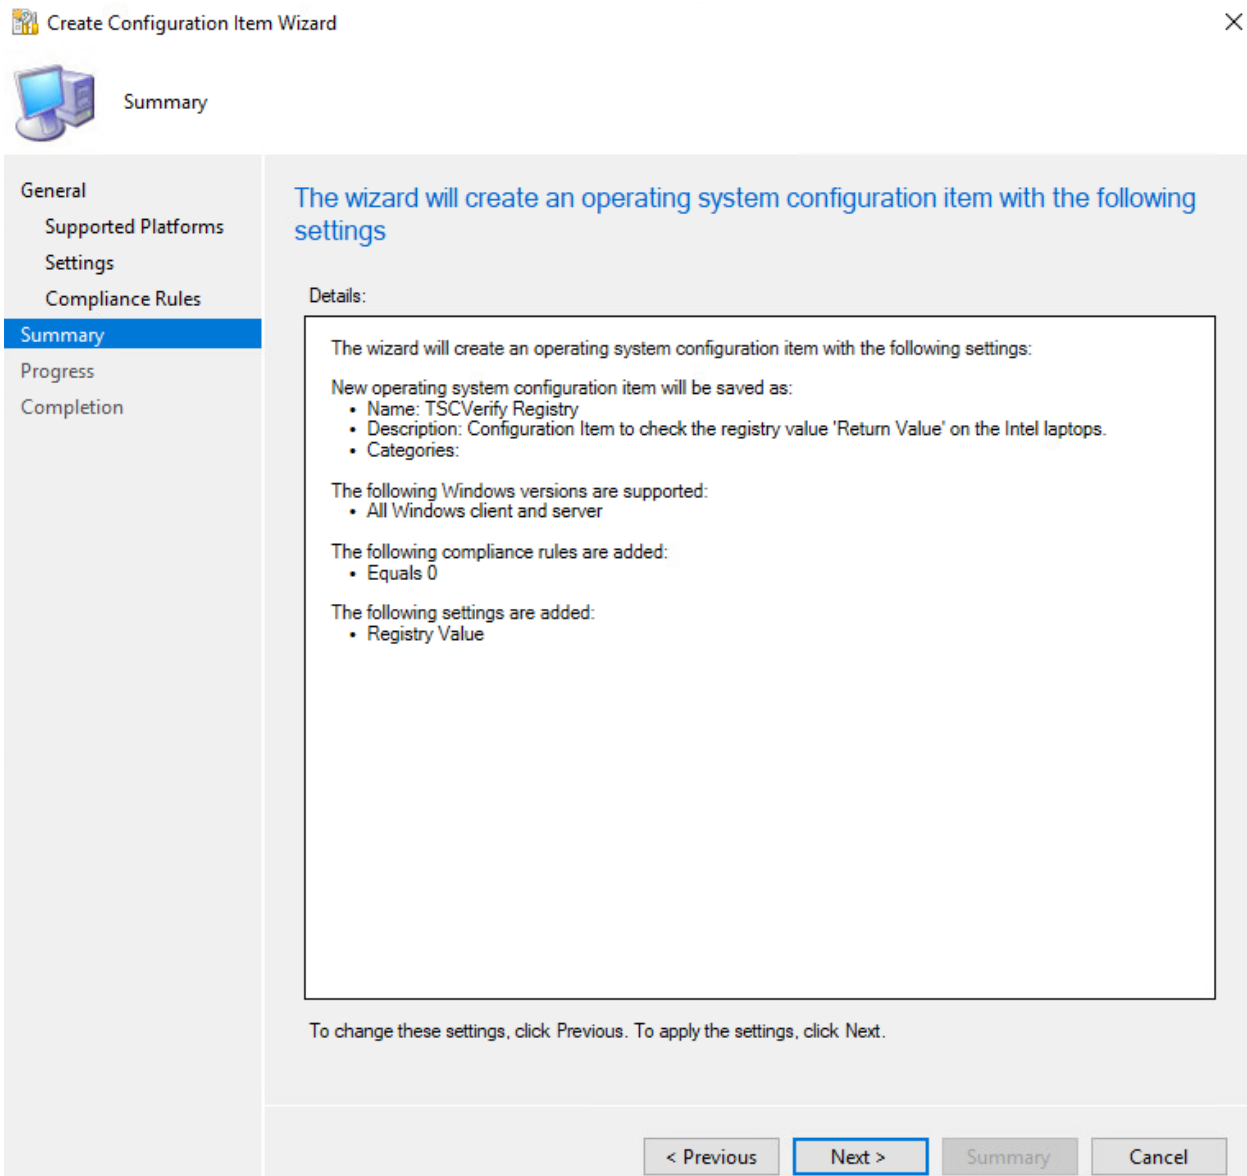 Create Configuration Item Wizard
Summary
General
Supported Platforms
Settings
Compliance Rules
Summary
Progress
Completion
The wizard will create an operating system configuration item with the following
settings
Details:
The wizard will create an operating system configuration item with the following settings:
New operating system configuration item will be saved as:
• Name: TSCVerify Registry
• Description: Configuration Item to check the registry value 'Return Value' on the Intel laptops.
• Categories:
The following Windows versions are supported:
• All Windows client and server
The following compliance rules are added:
• Equals 0
The following settings are added:
• Registry Value
To change these settings, click Previous. To apply the settings, click Next.
< Previous
Next >
Summary
Cancel